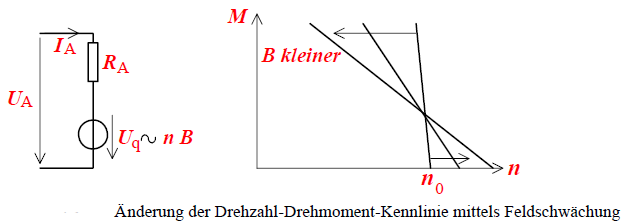 I_A
R_A
U_A
U_q ~ n B
M
B kleiner
n_0
n
Änderung der Drehzahl-Drehmoment-Kennlinie mittels Feldschwächung